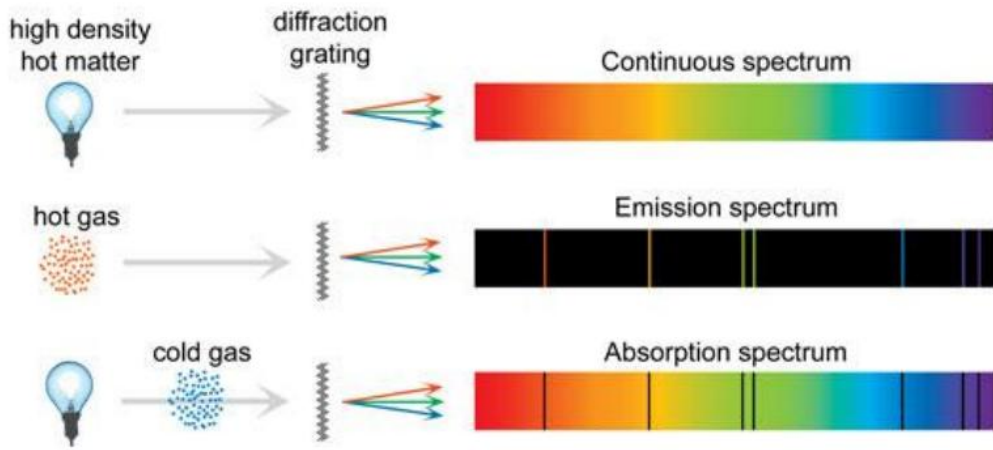 high density
hot matter
diffraction
grating
Continuous spectrum
hot gas
Emission spectrum
cold gas
Absorption spectrum